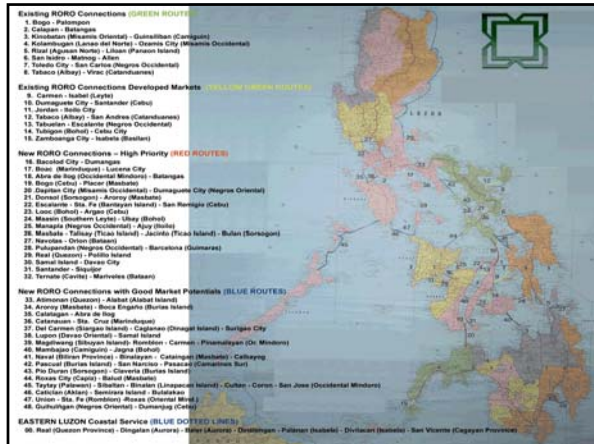 Existing RORO Connections (GREEN ROUTES)
1. Bogo - Palompon
2. Calapan - Batangas
3. Kinobatan (Misamis Oriental) - Guinsiliban (Camiguin)
4. Kolambugan (Lanao del Norte) - Ozamis City (Misamis Occidental)
5. Rizal (Agusan Norte) - Liloan (Panaon Island)
6. San Isidro - Matnog - Allen
7. Toledo City - San Carlos (Negros Occidental)
8. Tabaco (Albay) - Virac (Catanduanes)
Existing RORO Connections Developed Markets (YELLOW GREEN ROUTES)
9. Carmen - Isabel (Leyte)
10. Dumaguete City - Santander (Cebu)
11. Jordan - Iloilo City
12. Tabaco (Albay) - San Andres (Catanduanes)
13. Tabuelan - Escalante (Negros Occidental)
14. Tubigon (Bohol) - Cebu City
15. Zamboanga City - Isabela (Basilan)
New RORO Connections – High Priority (RED ROUTES)
16. Bacolod City - Dumangas
17. Boac (Marinduque) - Lucena City
18. Abra de Ilog (Occidental Mindoro) - Batangas
19. Bogo (Cebu) - Placer (Masbate)
20. Dapitan City (Misamis Occidental) - Dumaguete City (Negros Oriental)
21. Donsol (Sorsogon) - Aroroy (Masbate)
22. Escalante - Sta. Fe (Bantayan Island) - San Remigio (Cebu)
23. Looc (Bohol) - Argao (Cebu)
24. Maasin (Southern Leyte) - Ubay (Bohol)
25. Manapla (Negros Occidental) - Ajuy (Iloilo)
26. Masbate - Talisay (Ticao Island) - Jacinto (Ticao Island) - Bulan (Sorsogon)
27. Navotas - Orion (Bataan)
28. Pulupandan (Negros Occidental) - Barcelona (Guimaras)
29. Real (Quezon) - Polillo Island
30. Samal Island - Davao City
31. Santander - Siquijor
32. Ternate (Cavite) - Mariveles (Bataan)
New RORO Connections with Good Market Potentials (BLUE ROUTES)
33. Atimonan (Quezon) - Alabat (Alabat Island)
34. Aroroy (Masbate) - Boca Engaño (Burias Island)
35. Calatagan - Abra de Ilog
36. Catanauan - Sta. Cruz (Marinduque)
37. Del Carmen (Siargao Island) - Cagianao (Dinagat Island) - Surigao City
38. Lupon (Davao Oriental) - Samal Island
39. Magdiwang (Sibuyan Island)- Romblon - Carmen - Pinamalayan (Or. Mindoro)
40. Mambajao (Camiguin) - Jagna (Bohol)
41. Naval (Biliran Province) - Binalayan - Cataingan (Masbate) - Calbayog
42. Pascual (Burias Island) - San Narciso - Pasacao (Camarines Sur)
43. Pio Duran (Sorsogon) - Claveria (Burias Island)
44. Roxas City (Capiz) - Balud (Masbate)
45. Taytay (Palawan) - Sibaltan - Binalan (Linapacan Island) - Culion - Coron - San Jose (Occidental Mindoro)
46. Caticlan (Aklan) - Semirara Island - Bulalakao
47. Union - Sta. Fe (Romblon) -Roxas (Oriental Mind.)
48. Guihulngan (Negros Oriental) - Dumanjug (Cebu)
EASTERN LUZON Coastal Service (BLUE DOTTED LINES)
00. Real (Quezon Province) - Dingalan (Aurora) - Baler (Aurora) - Dinalongan - Palanan (Isabela) - Divilacan (Isabela) - San Vicente (Cagayan Province)
LUZON